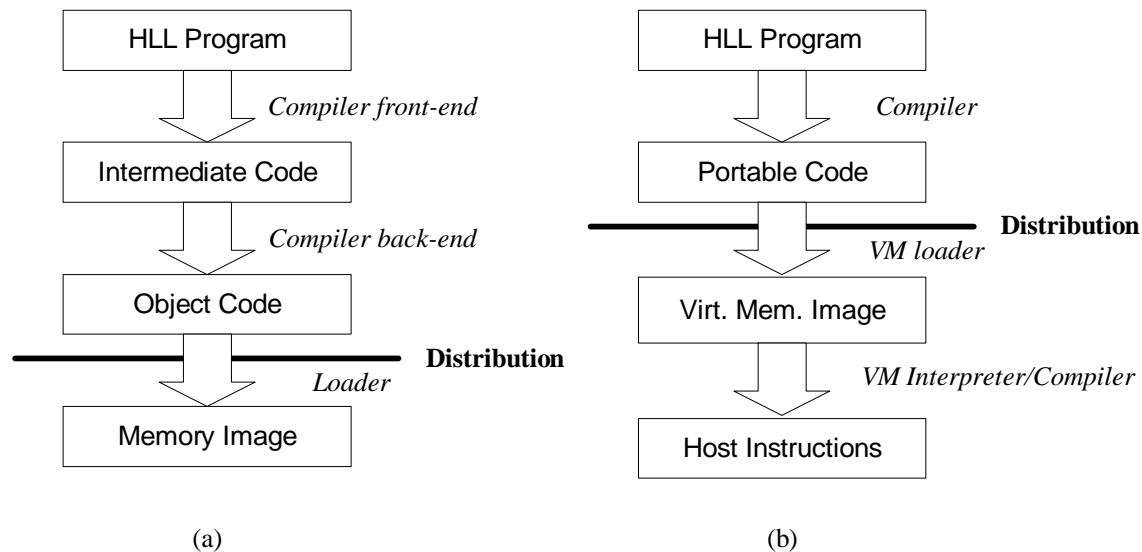 HLL Program
Compiler front-end
Intermediate Code
Compiler back-end
Object Code
Distribution
Loader
Memory Image
(a)
HLL Program
Compiler
Portable Code
Distribution
VM loader
Virt. Mem. Image
VM Interpreter/Compiler
Host Instructions
(b)